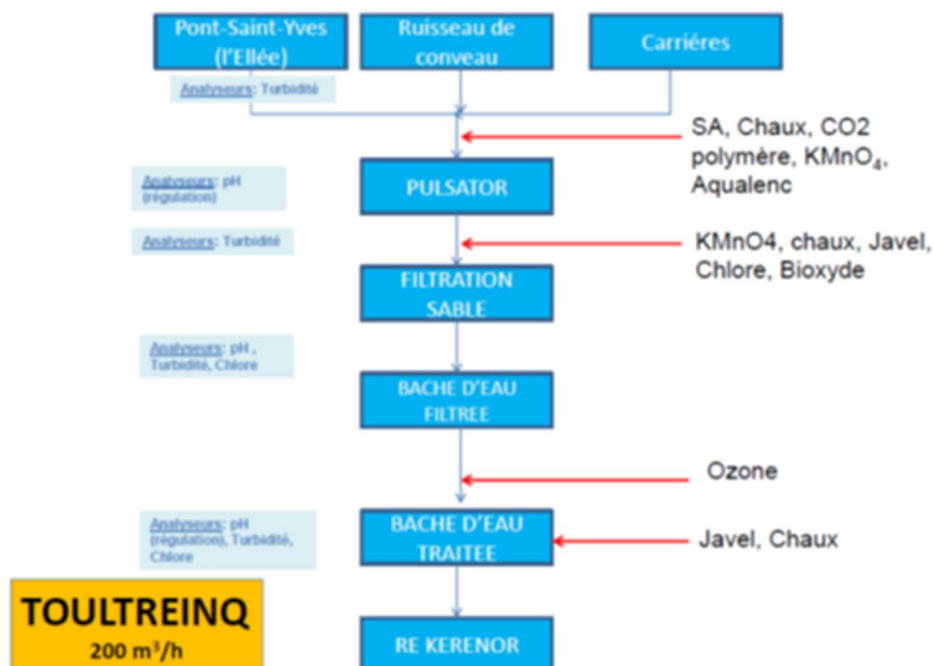 Pont-Saint-Yves
(l'Ellée)
Ruisseau de
conveau
Carriéres
Analyseurs: Turbidité
SA, Chaux, CO2
polymère, KMnO₄,
Aqualenc
Analyseurs: pH
(régulation)
PULSATOR
Analyseurs: Turbidité
KMnO4, chaux, Javel,
Chlore, Bioxyde
FILTRATION
SABLE
Analyseurs: pH ,
Turbidité, Chlore
BACHE D'EAU
FILTREE
Ozone
Analyseurs: pH
(régulation), Turbidité,
Chlore
BACHE D'EAU
TRAITEE
Javel, Chaux
TOULTREINQ
200 m³/h
RE KERENOR